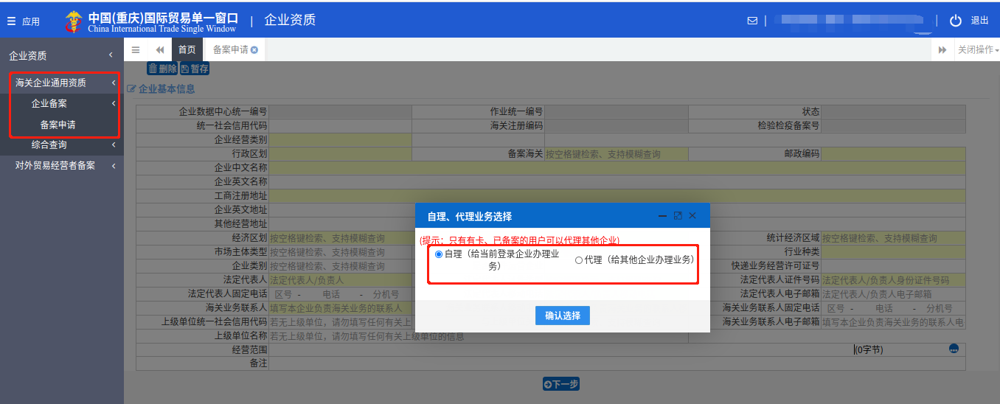 应用
中国(重庆)国际贸易单一窗口
China International Trade Single Window
企业资质
退出
企业资质
海关企业通用资质
企业备案
备案申请
综合查询
对外贸易经营者备案
首页
备案申请
关闭操作
删除 暂存
企业基本信息
企业数据中心统一编号 作业统一编号 状态
统一社会信用代码 海关注册编码 检验检疫备案号
企业经营类别
行政区划 备案海关 按空格键检索、支持模糊查询 邮政编码
企业中文名称
企业英文名称
工商注册地址
企业英文地址
其他经营地址
经济区划 按空格键检索、支持模糊查询 统计经济区域 按空格键检索、支持模糊查询
市场主体类型 按空格键检索、支持模糊查询 行业种类
企业类别 按空格键检索、支持模糊查询 快递业务经营许可证号
法定代表人 法定代表人/负责人 法定代表人证件号码 法定代表人/负责人身份证件号码
法定代表人固定电话 区号 - 电话 - 分机号 法定代表人电子邮箱 法定代表人/负责人电子邮箱
海关业务联系人 填写本企业负责海关业务的联系人 海关业务联系人固定电话 区号 - 电话 - 分机号
上级单位统一社会信用代码 若无上级单位，请勿填写任何有关上 海关业务联系人电子邮箱 填写本企业负责海关业务的联系人电
上级单位名称 若无上级单位，请勿填写任何有关上级单位的信息
经营范围 (0字节)
备注
下一步
自理、代理业务选择
(提示：只有有卡、已备案的用户可以代理其他企业)
自理（给当前登录企业办理业
务） 代理（给其他企业办理业务）
确认选择